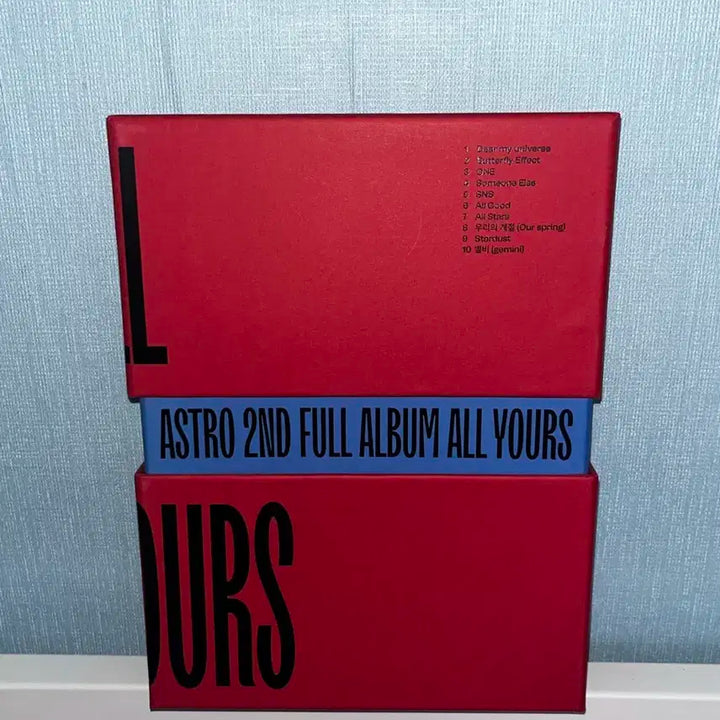 LL
1 Dear my universe
2 Butterfly Effect
3 ONE
4 Someone Else
5 SNS
6 All Good
7 All Stars
8 우리의 계절 (Our spring)
9 Stardust
10 별비 (gemini)
ASTRO 2ND FULL ALBUM ALL YOURS
OURS